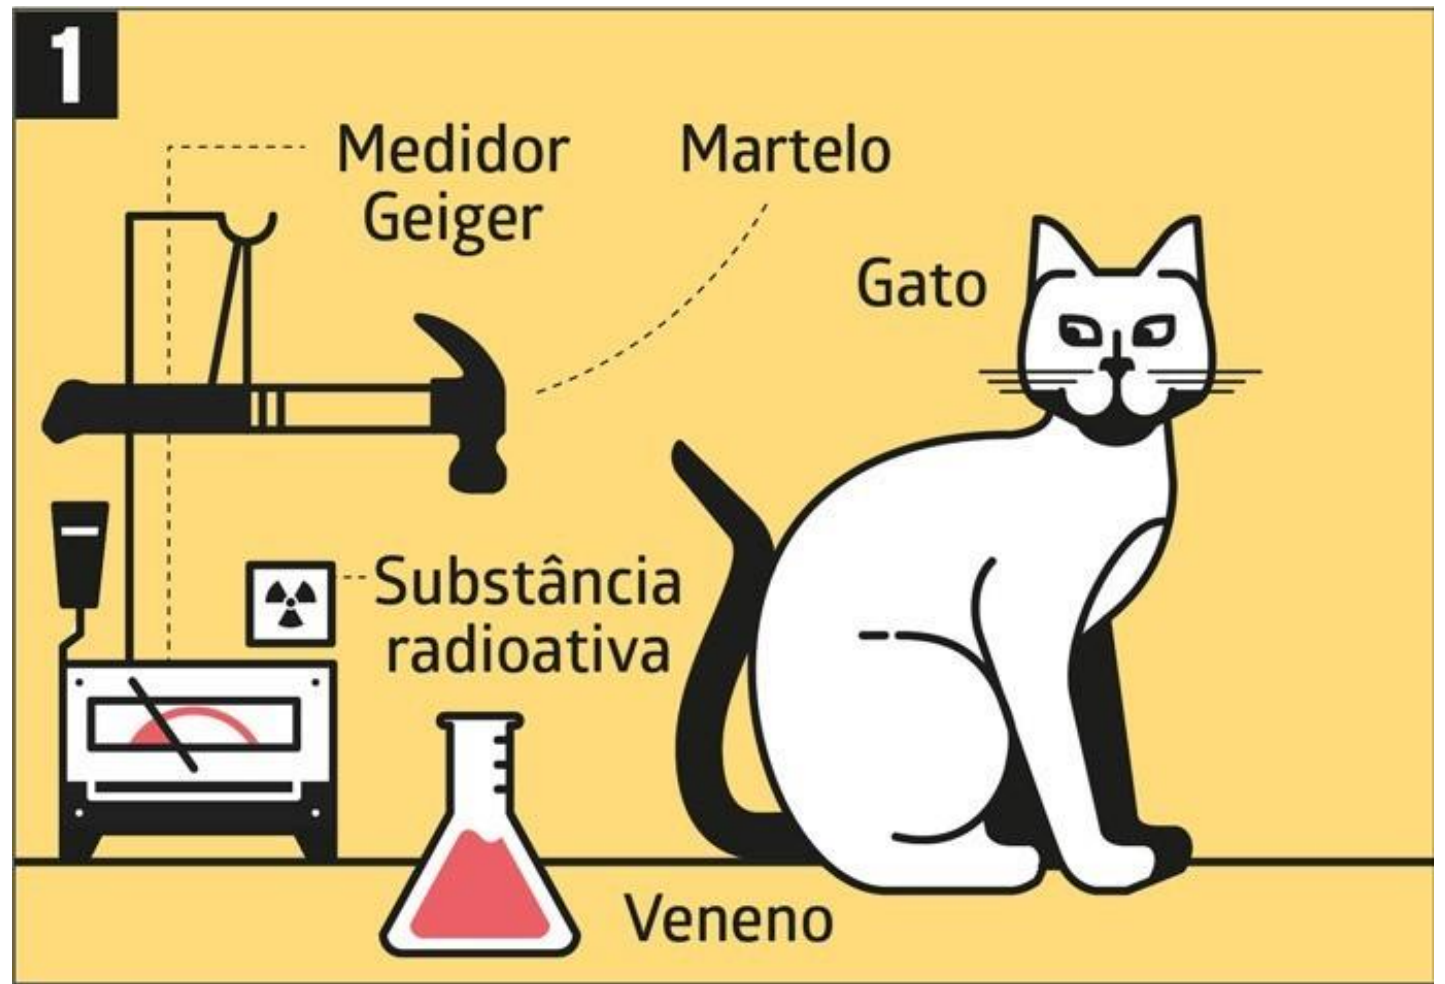 1
Medidor
Geiger
Martelo
Gato
Substância
radioativa
Veneno